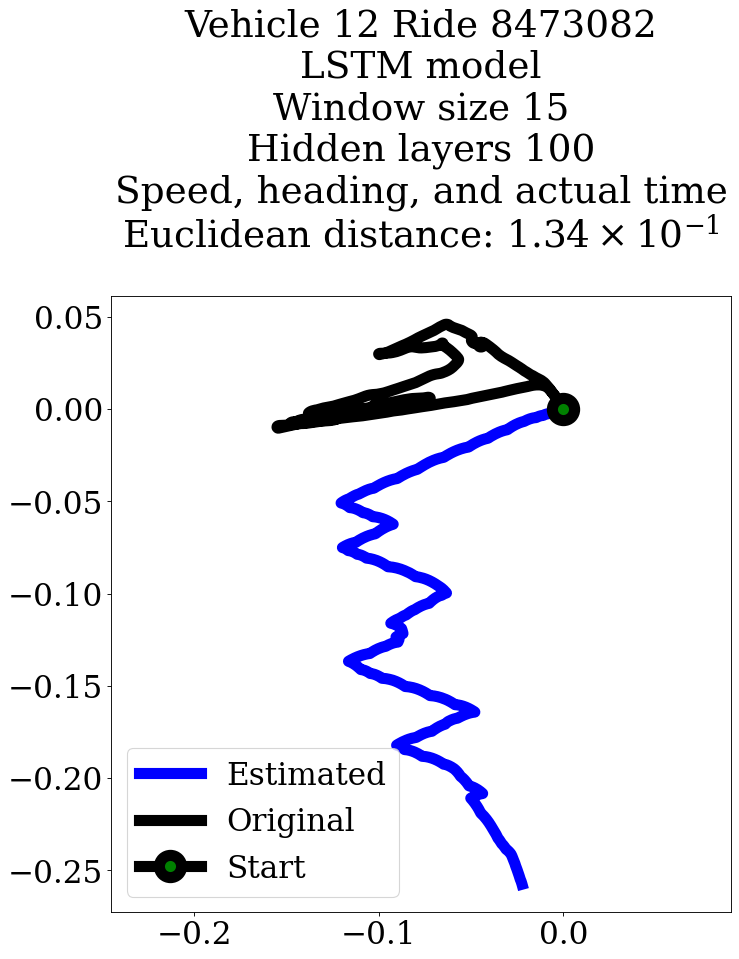 Vehicle 12 Ride 8473082
LSTM model
Window size 15
Hidden layers 100
Speed, heading, and actual time
Euclidean distance: 1.34 × 10⁻¹
0.05
0.00
−0.05
−0.10
−0.15
−0.20
−0.25
Estimated
Original
Start
−0.2
−0.1
0.0